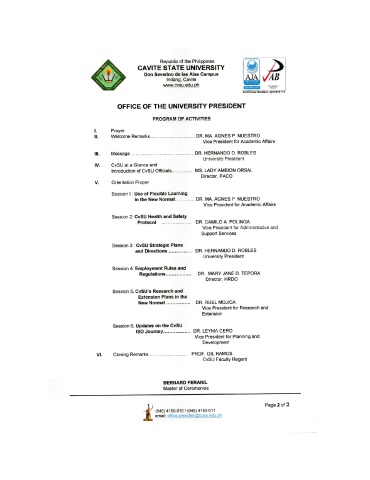 Republic of the Philippines
CAVITE STATE UNIVERSITY
Don Severino de las Alas Campus
Indang, Cavite
www.cvsu.edu.ph
AJA
AB
OFFICE OF THE UNIVERSITY PRESIDENT
PROGRAM OF ACTIVITIES
I. Prayer
II. Welcome Remarks........................ DR. MA. AGNES P. NUESTRO
Vice President for Academic Affairs
III. Message ................................ DR. HERNANDO D. ROBLES
University President
IV. CvSU at a Glance and
Introduction of CvSU Officials........... MS. LADY AMBION ORSAL
Director, PACO
V. Orientation Proper
Session I : Use of Flexible Learning
in the New Normal........... DR. MA. AGNES P. NUESTRO
Vice President for Academic Affairs
Session 2. CvSU Health and Safety
Protocol ................ DR. CAMILO A. POLINGA
Vice President for Administrative and
Support Services
Session 3 : CvSU Strategic Plans
and Directions ............. DR. HERNANDO D. ROBLES
University President
Session 4. Employment Rules and
Regulations.............. DR. MARY JANE D. TEPORA
Director, HRDO
Session 5. CvSU's Research and
Extension Plans in the
New Normal .............. DR. RUEL MOJICA
Vice President for Research and
Extension
Session 6. Updates on the CvSU
ISO Journey............... DR. LEYMA CERO
Vice President for Planning and
Development
VI. Closing Remarks ..................... PROF. GIL RAMOS
CvSU Faculty Regent
BERNARD FERANIL
Master of Ceremonies
Page 2 of 2